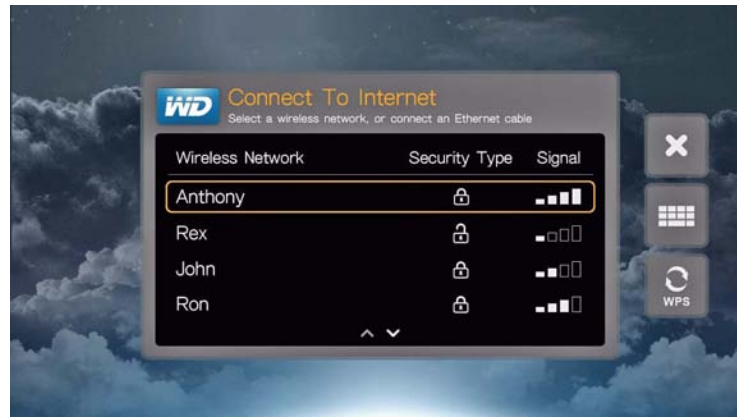 WD
Connect To Internet
Select a wireless network, or connect an Ethernet cable
Wireless Network Security Type Signal
Anthony
Rex
John
Ron
WPS